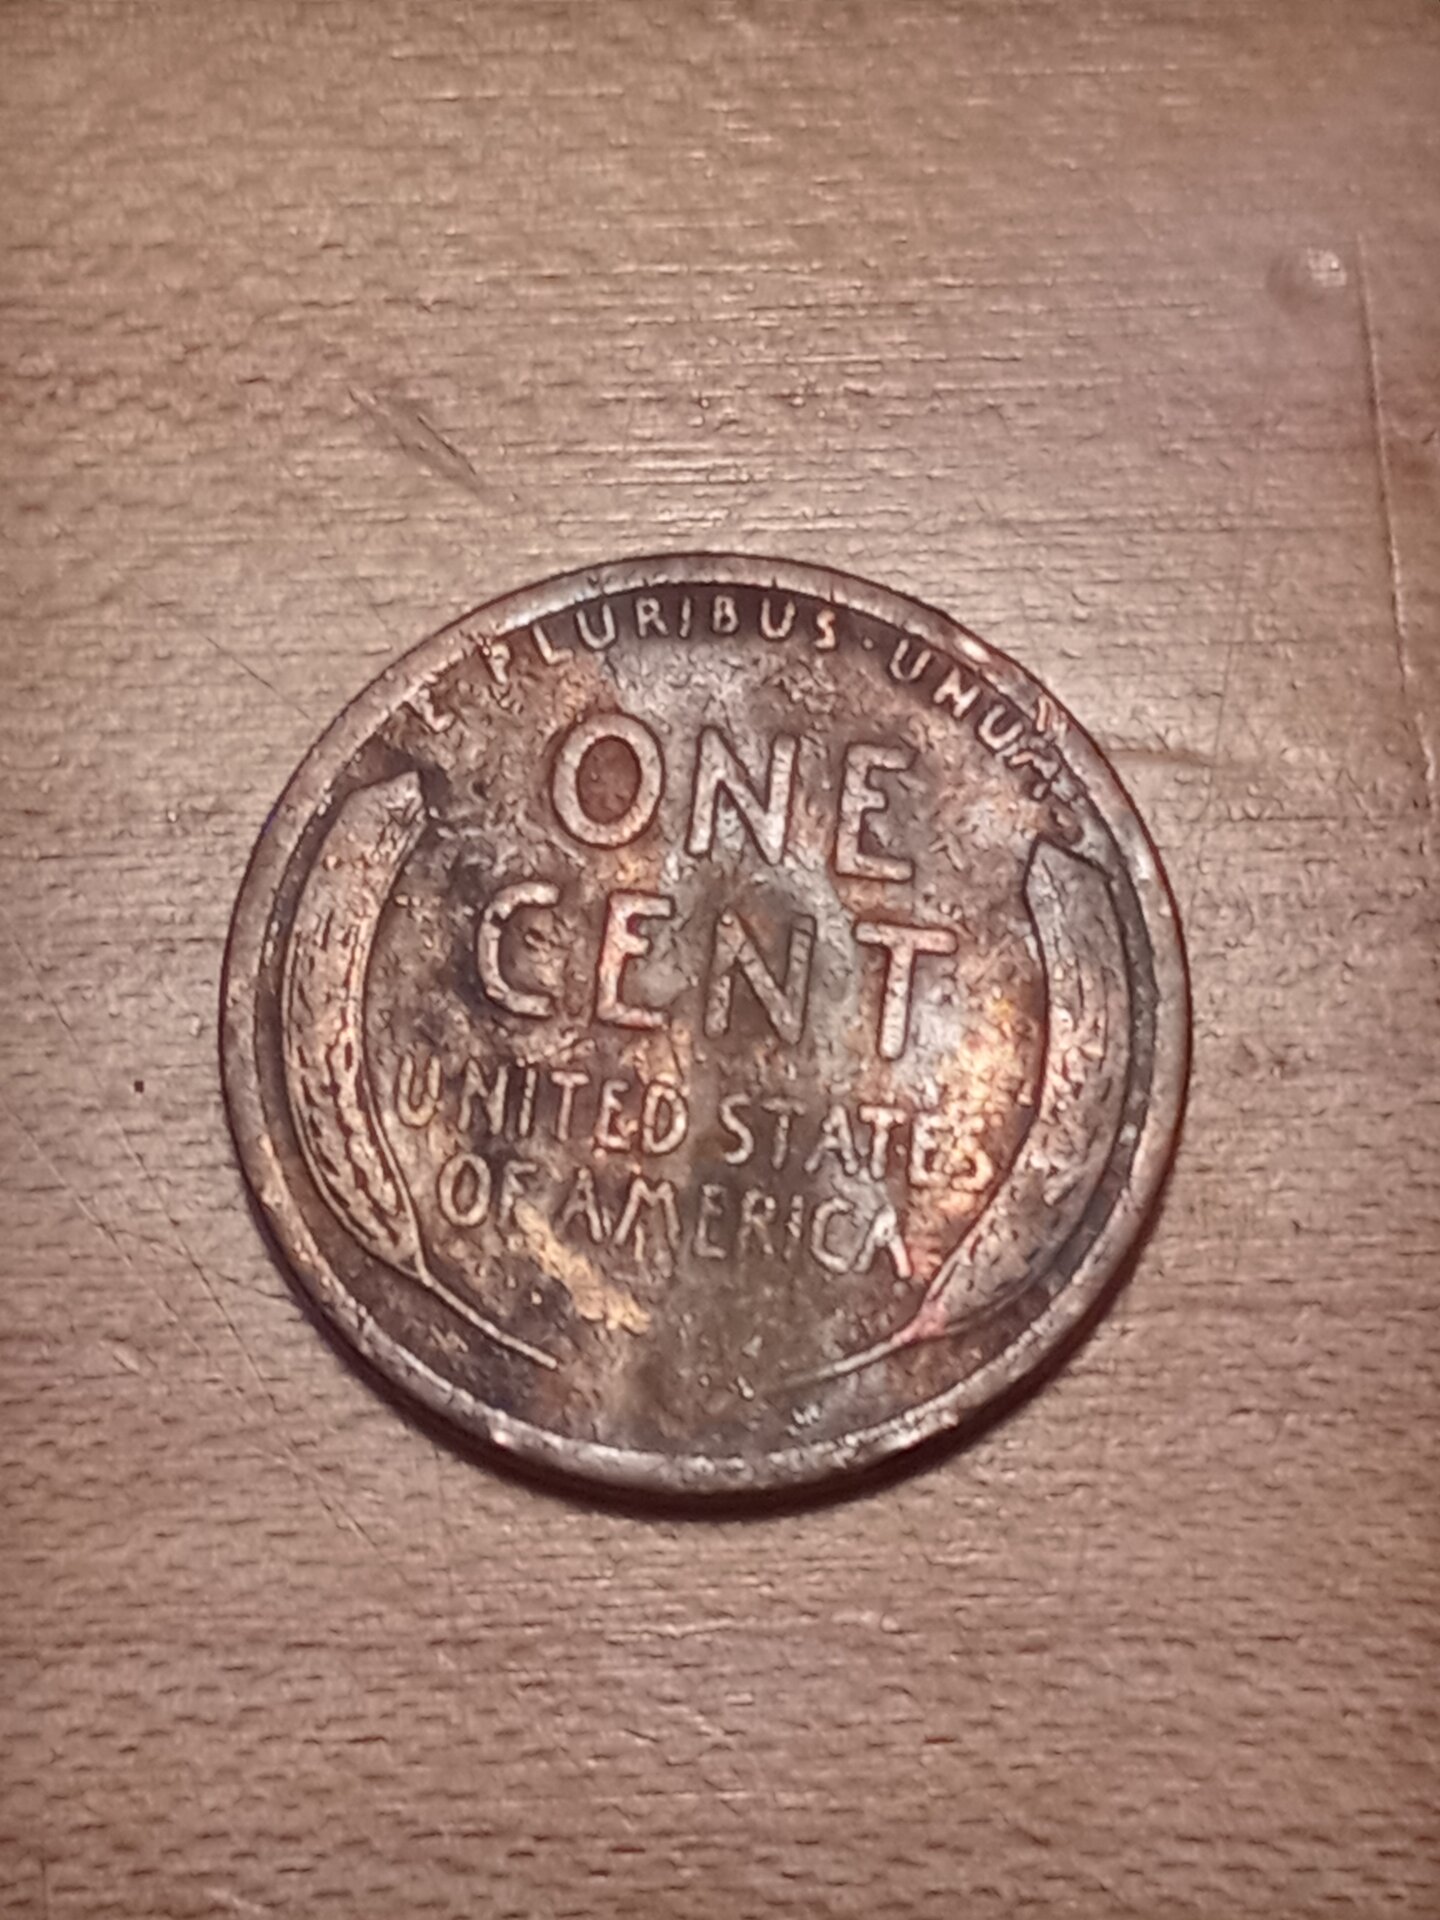 E PLURIBUS · UNUM
ONE
CENT
UNITED STATES
OF AMERICA